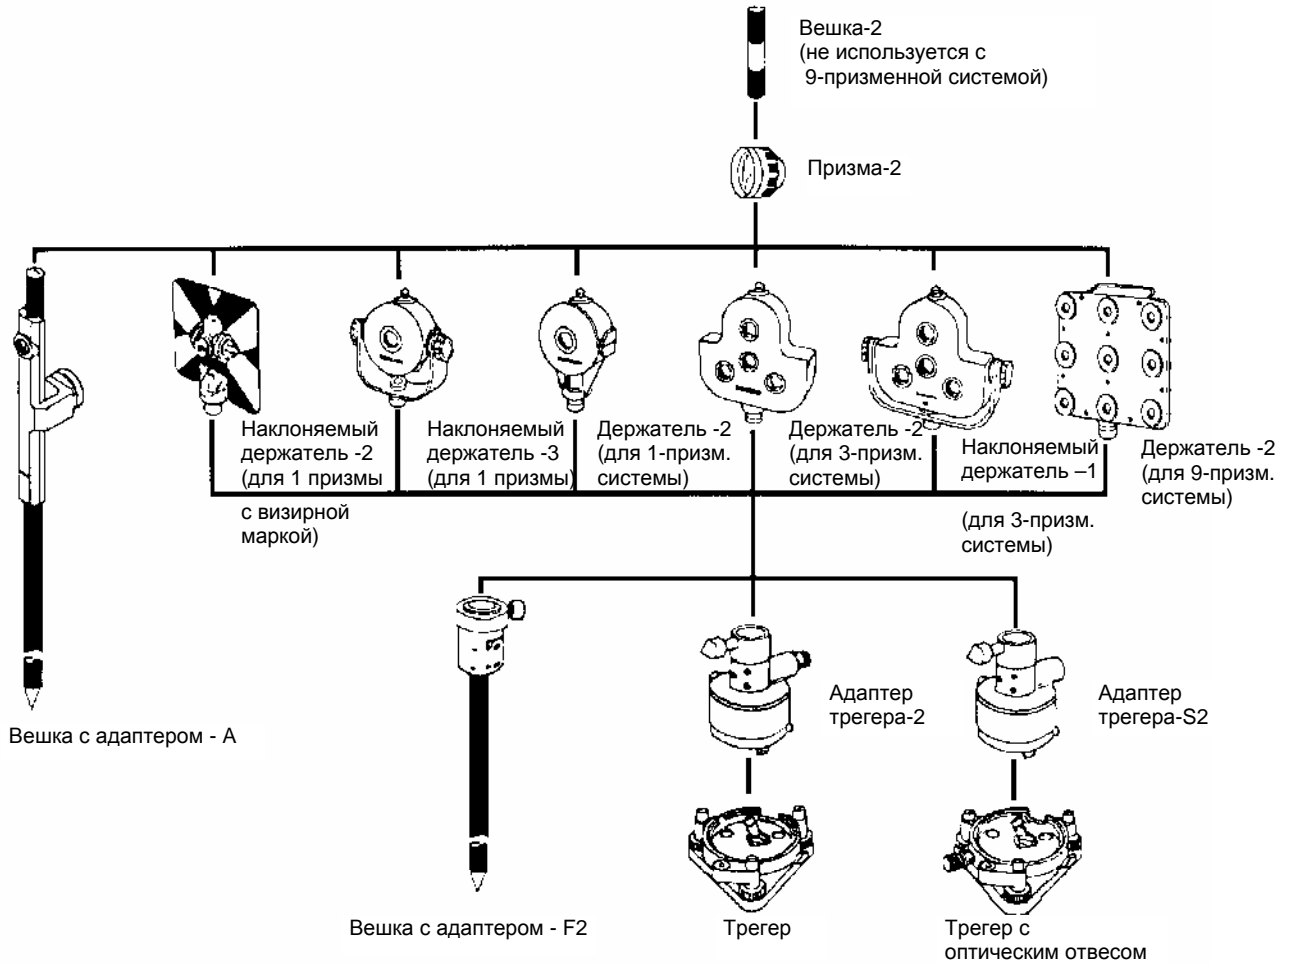 Вешка-2
(не используется с
9-призменной системой)
Призма-2
Наклоняемый
держатель -2
(для 1 призмы
с визирной
маркой)
Наклоняемый
держатель -3
(для 1 призмы)
Держатель -2
(для 1-призм.
системы)
Держатель -2
(для 3-призм.
системы)
Наклоняемый
держатель –1
(для 3-призм.
системы)
Держатель -2
(для 9-призм.
системы)
Вешка с адаптером - А
Адаптер
трегера-2
Адаптер
трегера-S2
Вешка с адаптером - F2
Трегер
Трегер с
оптическим отвесом